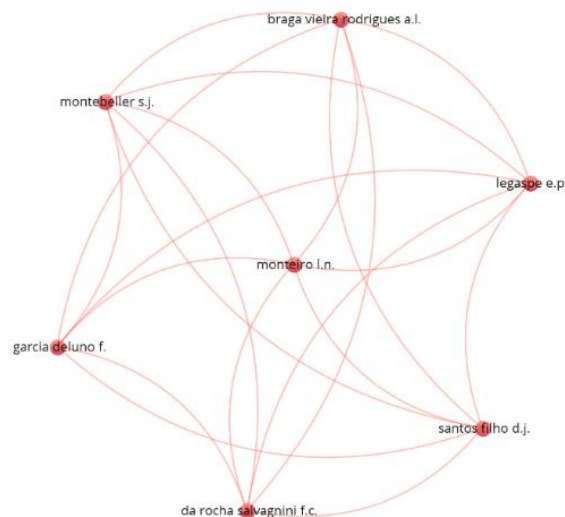 braga vieira rodrigues a.l.
montebeller s.j.
legaspe e.p
monteiro l.n.
garcia deluno f.
santos filho d.j.
da rocha salvagnini f.c.